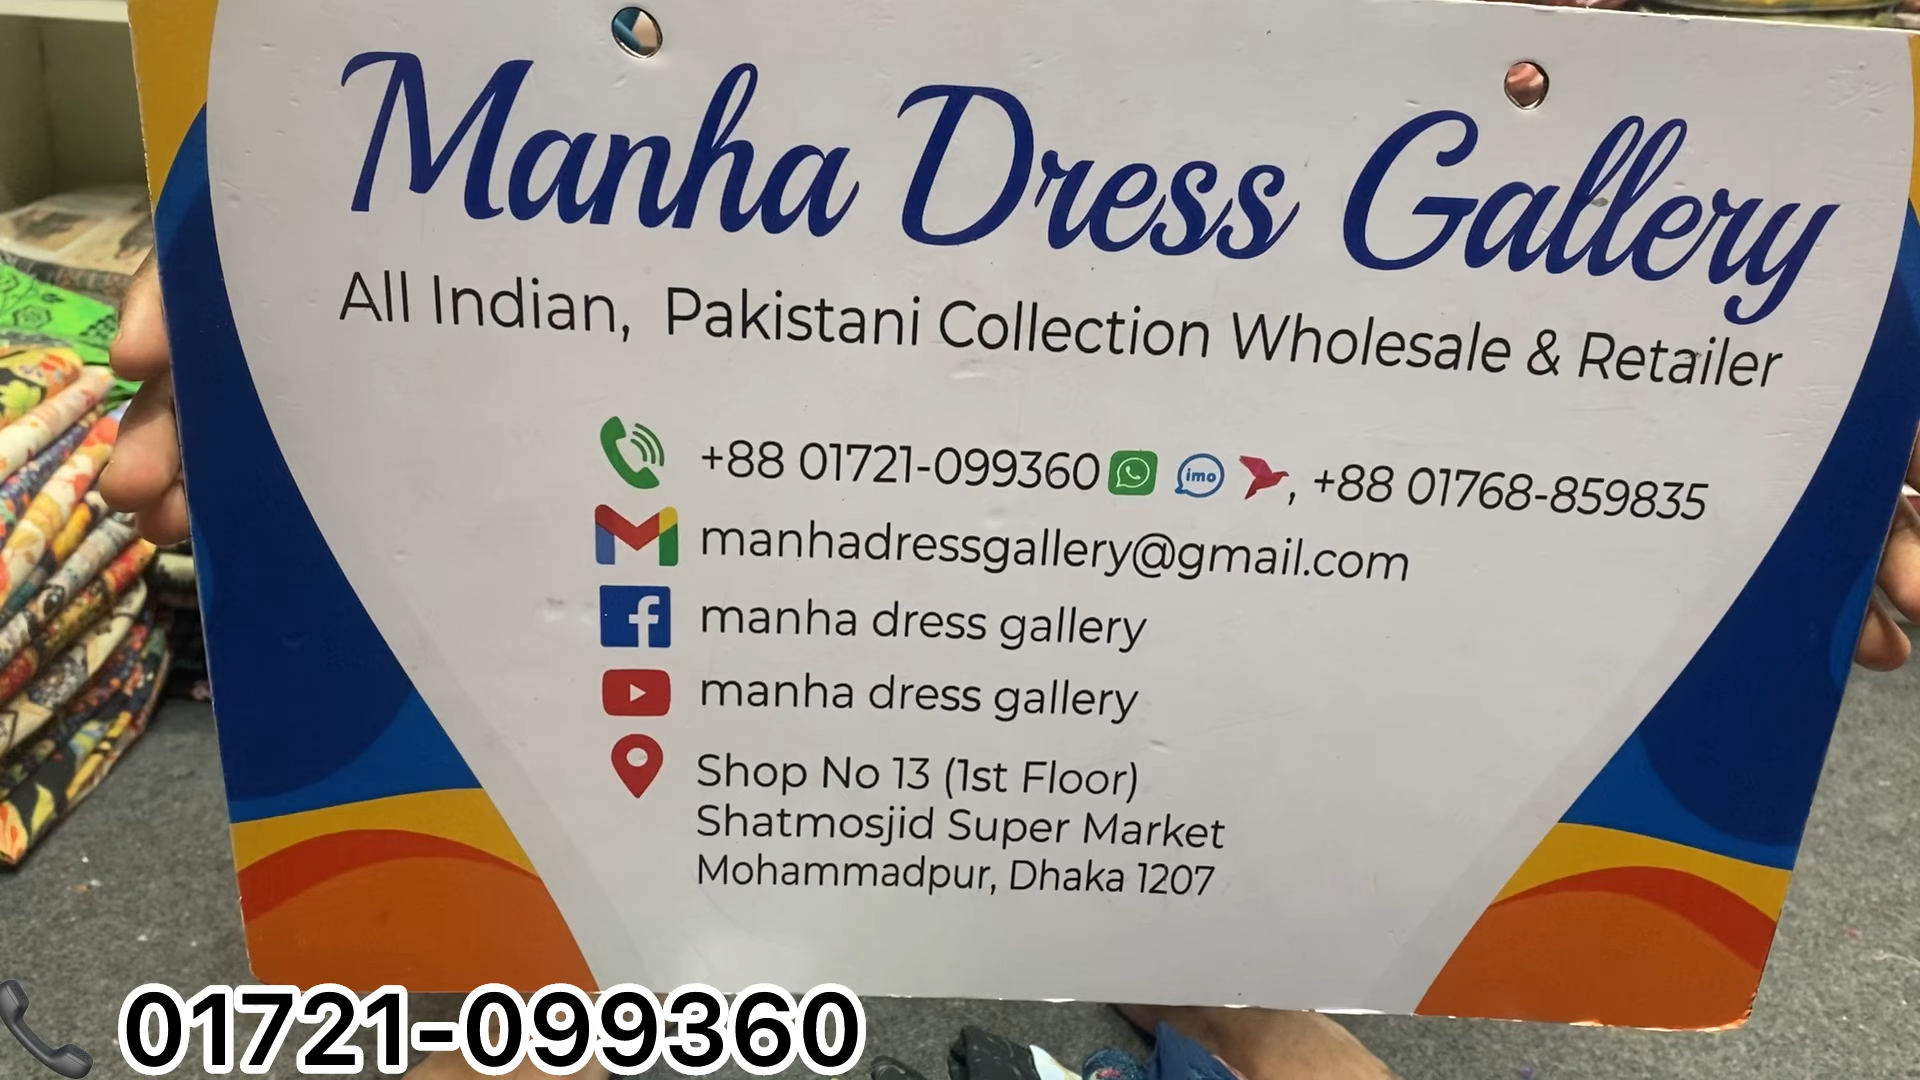 Manha Dress Gallery
All Indian, Pakistani Collection Wholesale & Retailer
+88 01721-099360 imo, +88 01768-859835
manhadressgallery@gmail.com
manha dress gallery
manha dress gallery
Shop No 13 (1st Floor)
Shatmosjid Super Market
Mohammadpur, Dhaka 1207
01721-099360